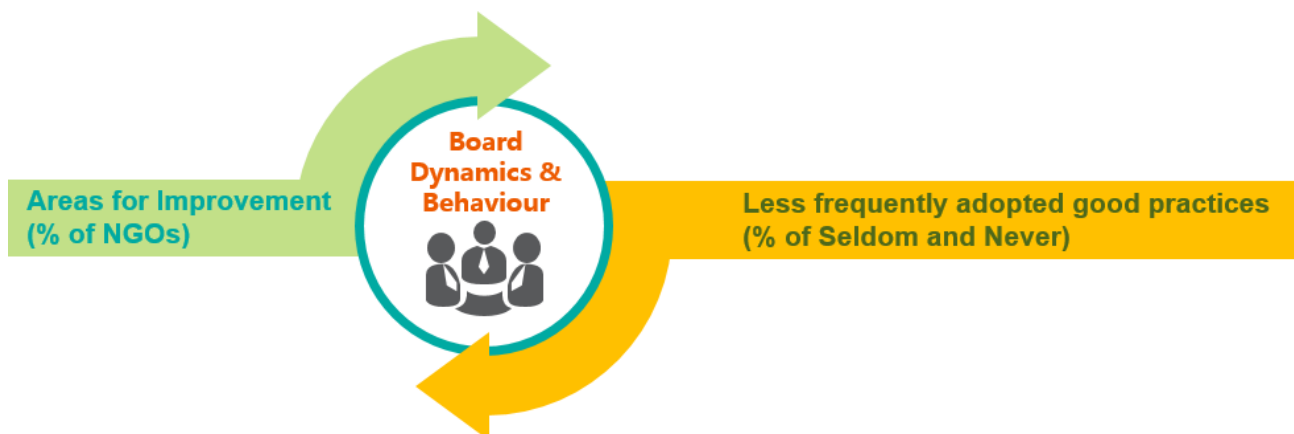 Board
Dynamics &
Behaviour
Areas for Improvement
(% of NGOs)
Less frequently adopted good practices
(% of Seldom and Never)